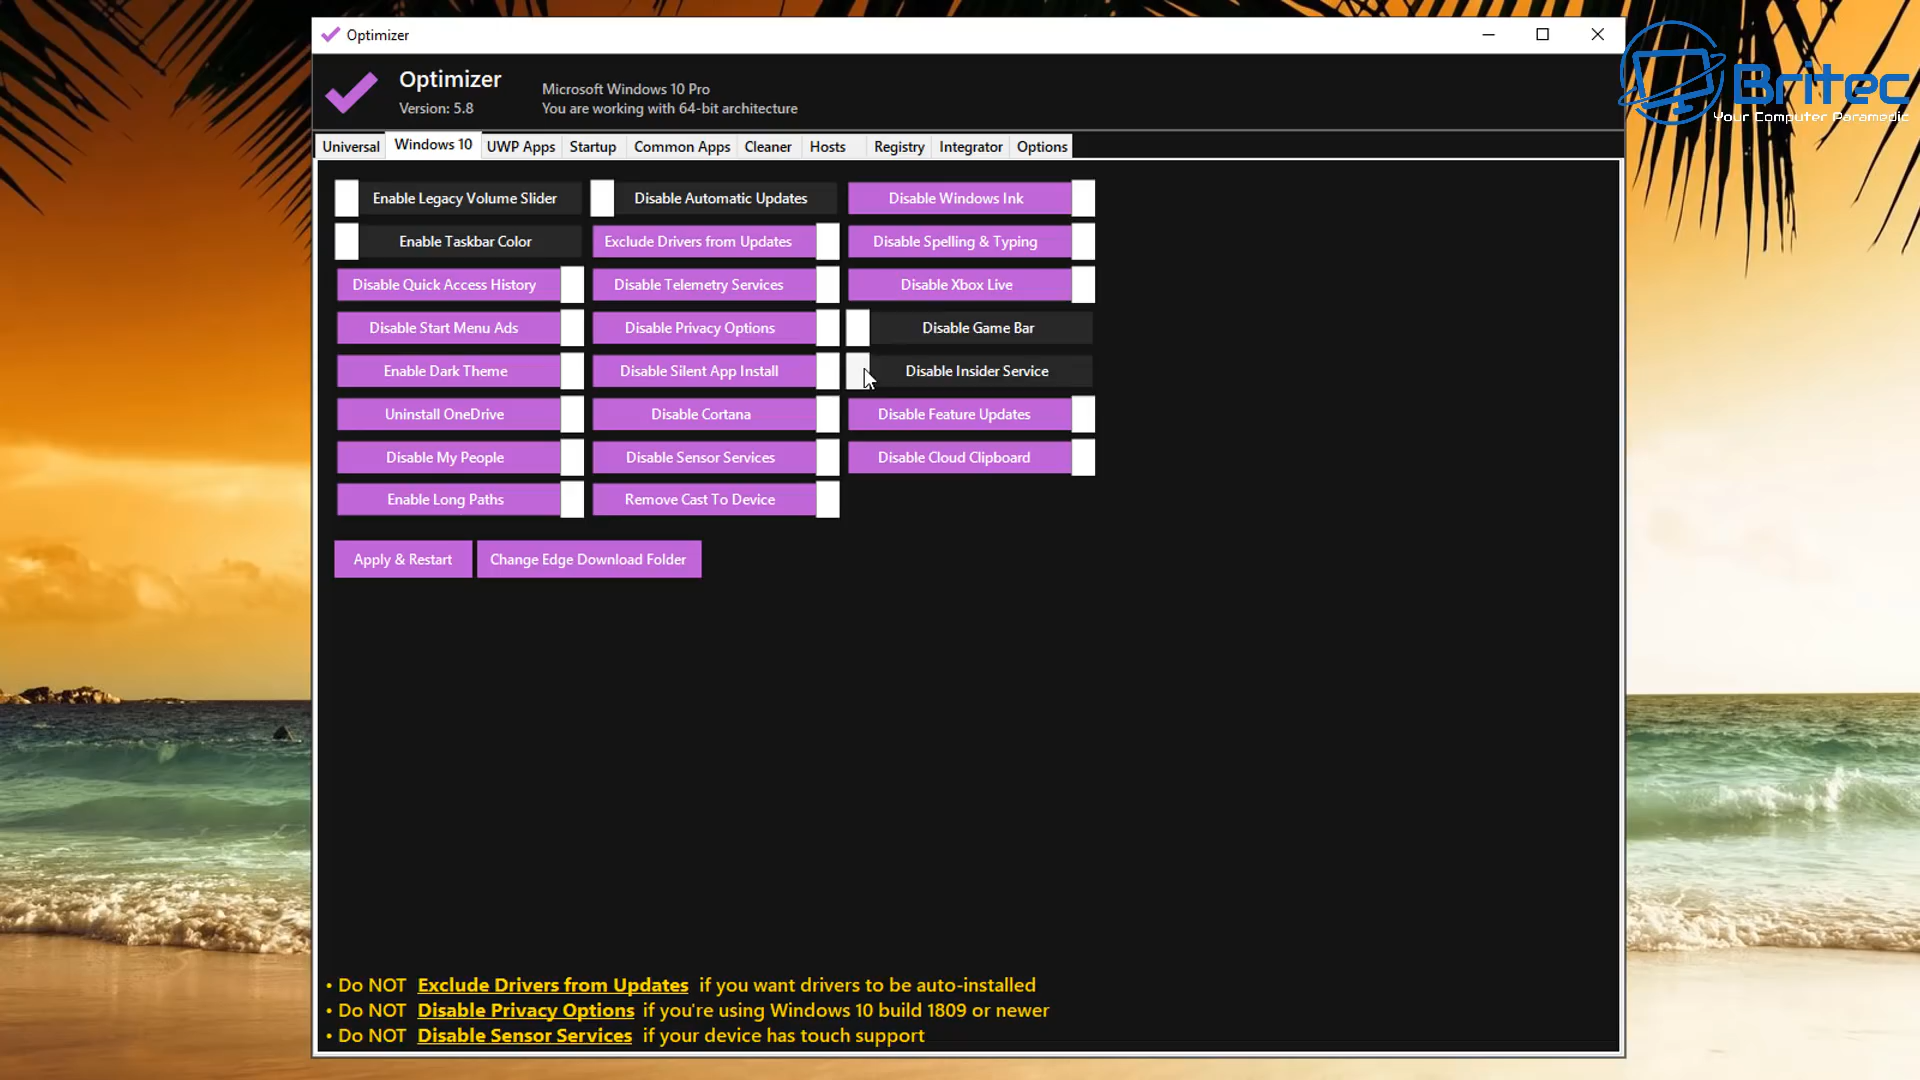 Optimizer
Britec
Your Computer Paramedic
Optimizer
Version: 5.8
Microsoft Windows 10 Pro
You are working with 64-bit architecture
Universal Windows 10 UWP Apps Startup Common Apps Cleaner Hosts Registry Integrator Options
Enable Legacy Volume Slider Disable Automatic Updates Disable Windows Ink
Enable Taskbar Color Exclude Drivers from Updates Disable Spelling & Typing
Disable Quick Access History Disable Telemetry Services Disable Xbox Live
Disable Start Menu Ads Disable Privacy Options Disable Game Bar
Enable Dark Theme Disable Silent App Install Disable Insider Service
Uninstall OneDrive Disable Cortana Disable Feature Updates
Disable My People Disable Sensor Services Disable Cloud Clipboard
Enable Long Paths Remove Cast To Device
Apply & Restart Change Edge Download Folder
• Do NOT Exclude Drivers from Updates if you want drivers to be auto-installed
• Do NOT Disable Privacy Options if you're using Windows 10 build 1809 or newer
• Do NOT Disable Sensor Services if your device has touch support